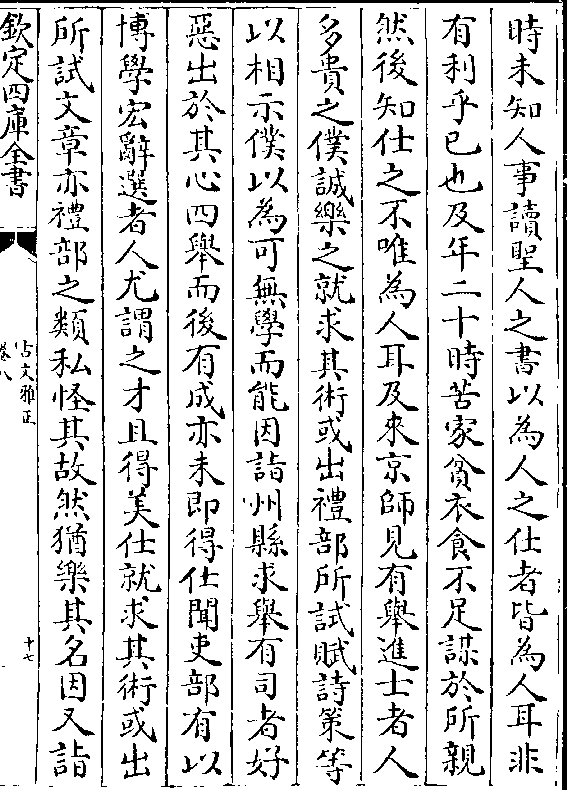 時未知人事讀聖人之書以為人之仕者皆為人耳非
有利乎已也及年二十時苦家貧衣食不足謀於所親
然後知仕之不唯為人耳及來京師見有舉進士者人
多貴之僕誠樂之就求其術或出禮部所試賦詩策等
以相示僕以為可無學而能因詣州縣求舉有司者好
惡出於其心四舉而後有成亦未即得仕聞吏部有以
博學宏辭選者人尤謂之才且得美仕就求其術或出
所試文章亦禮部之類私怪其故然猶樂其名因又詣
欽定四庫全書
古文雅正
卷八
十七